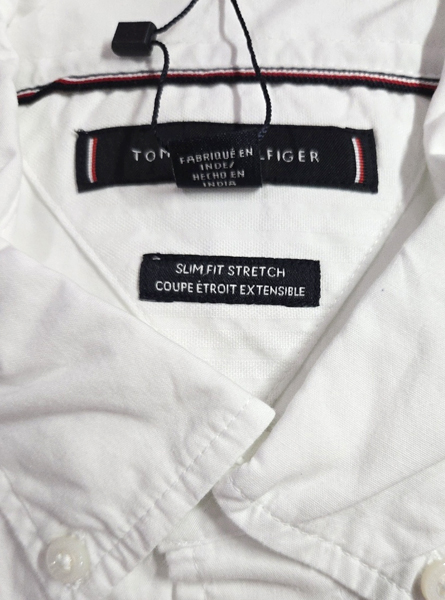 TOM LFIGER
FABRIQUÉ EN
INDE/
HECHO EN
INDIA
SLIM FIT STRETCH
COUPE ÉTROIT EXTENSIBLE